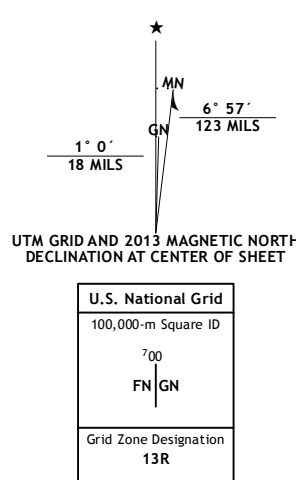 ★
MN
GN
6° 57´
123 MILS
1° 0´
18 MILS
UTM GRID AND 2013 MAGNETIC NORTH
DECLINATION AT CENTER OF SHEET
U.S. National Grid
100,000-m Square ID
⁷00
FN GN
Grid Zone Designation
13R